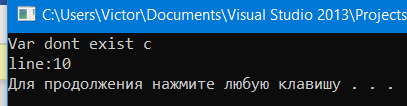 C:\Users\Victor\Documents\Visual Studio 2013\Projects
Var dont exist c
line:10
Для продолжения нажмите любую клавишу . . .